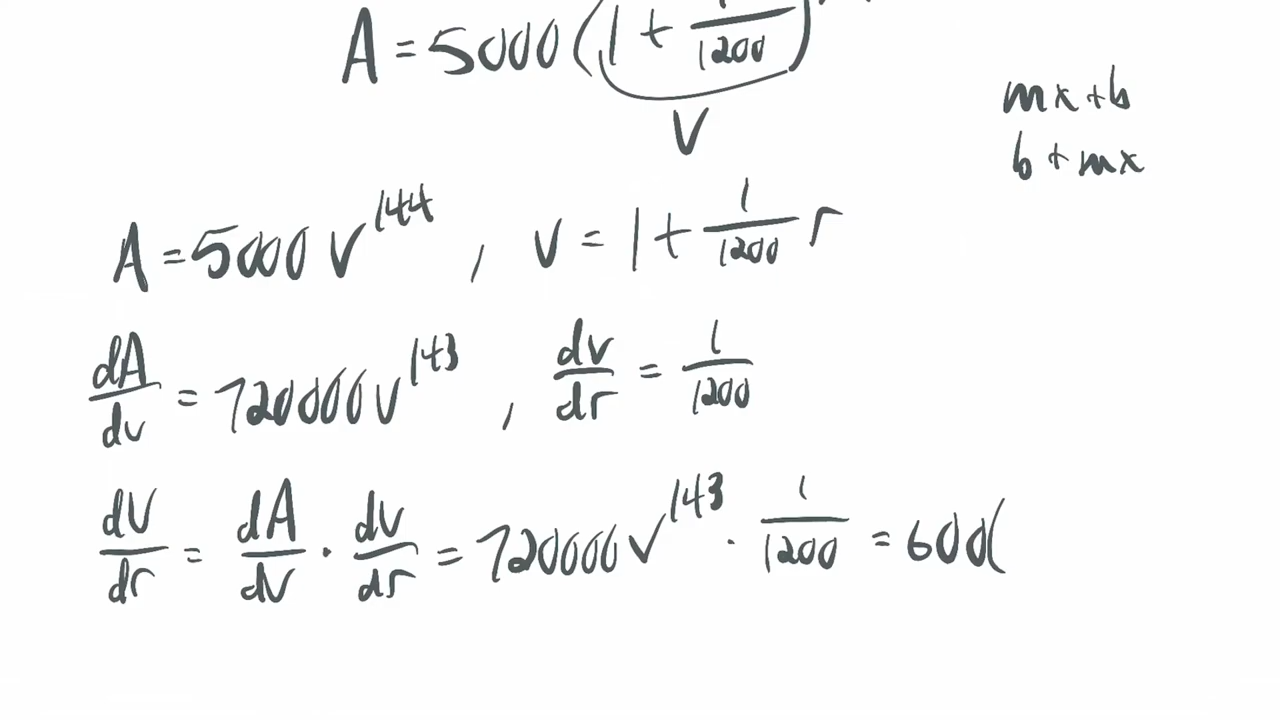 A = 5000 (1 + 1/1200)
V
mx + b
b + mx
A = 5000 V^144 , V = 1 + 1/1200 r
dA/dv = 720000 V^143 , dv/dr = 1/1200
dV/dr = dA/dV · dv/dr = 720000 V^143 · 1/1200 = 600(